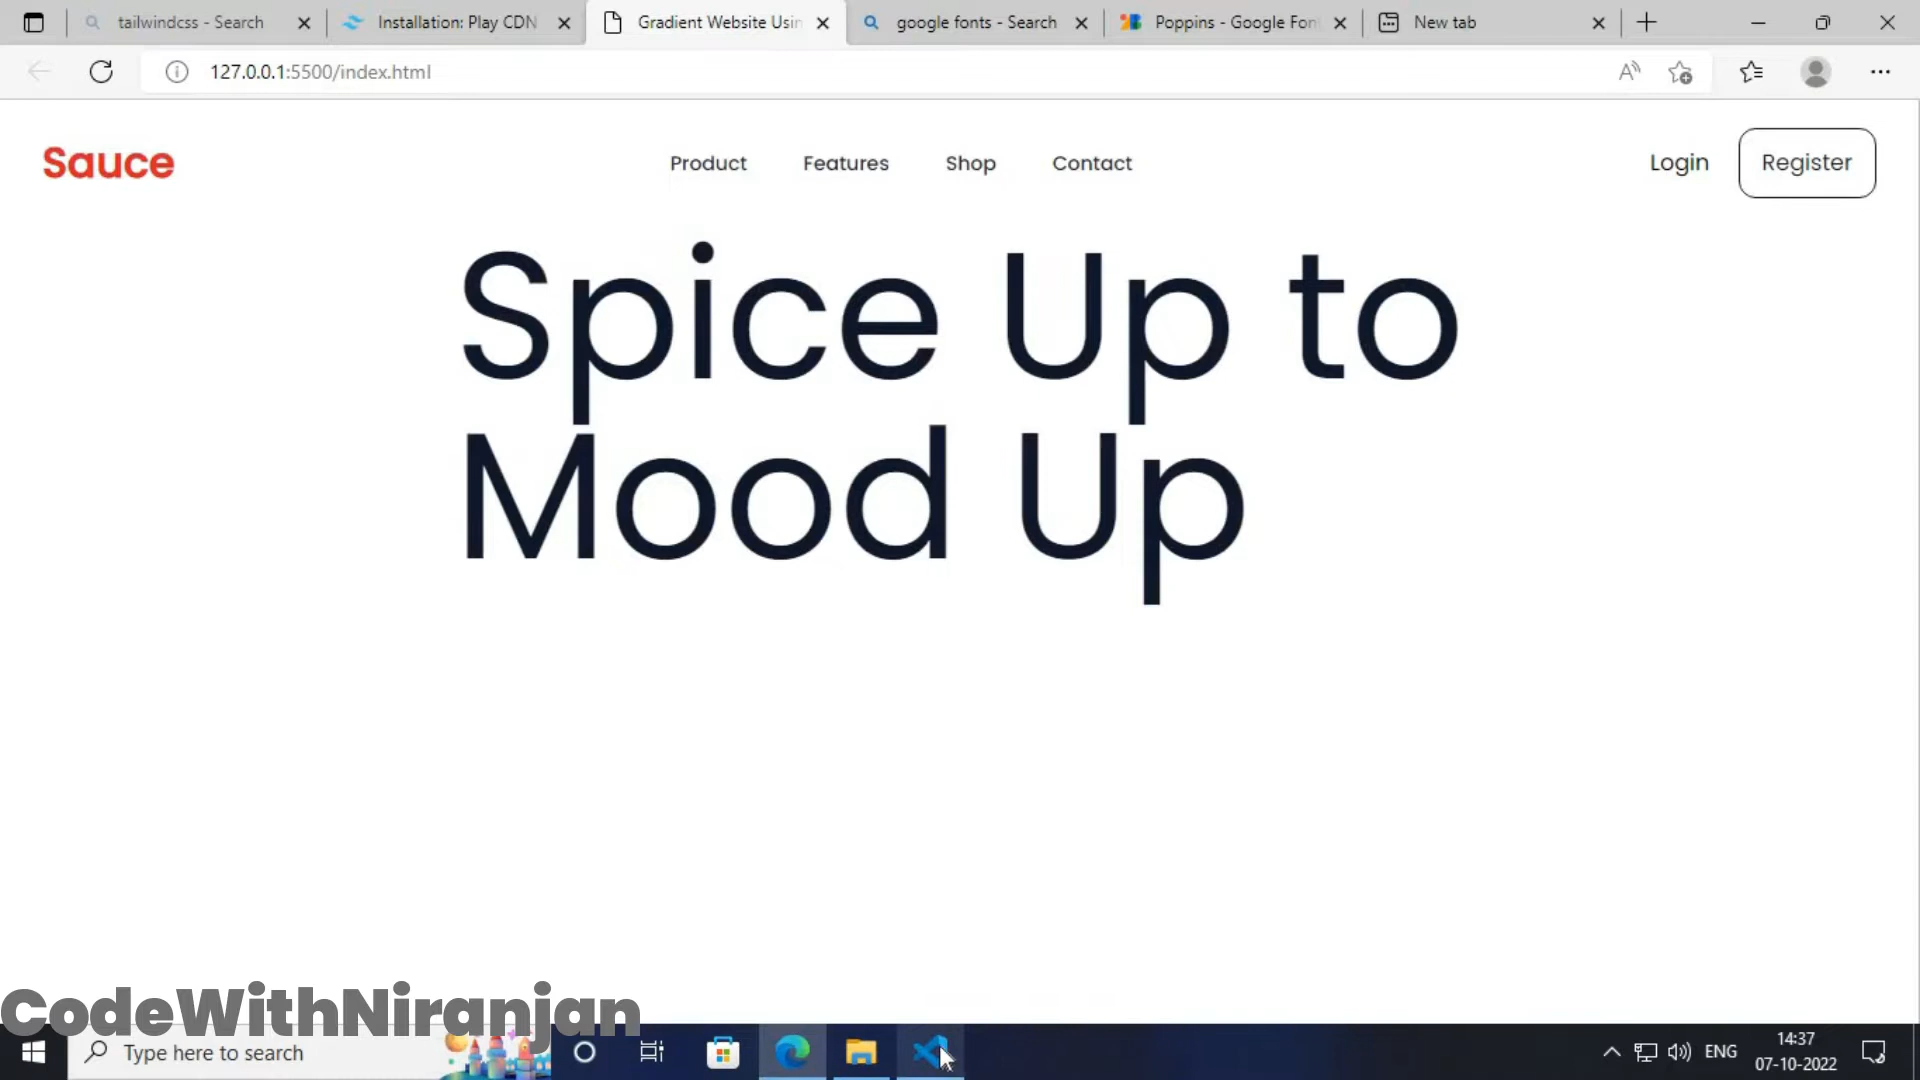 tailwindcss - Search
Installation: Play CDN
Gradient Website Usin
google fonts - Search
Poppins - Google Fon
New tab
127.0.0.1:5500/index.html
Sauce
Product
Features
Shop
Contact
Login
Register
Spice Up to
Mood Up
CodeWithNiranjan
Type here to search
ENG
14:37
07-10-2022